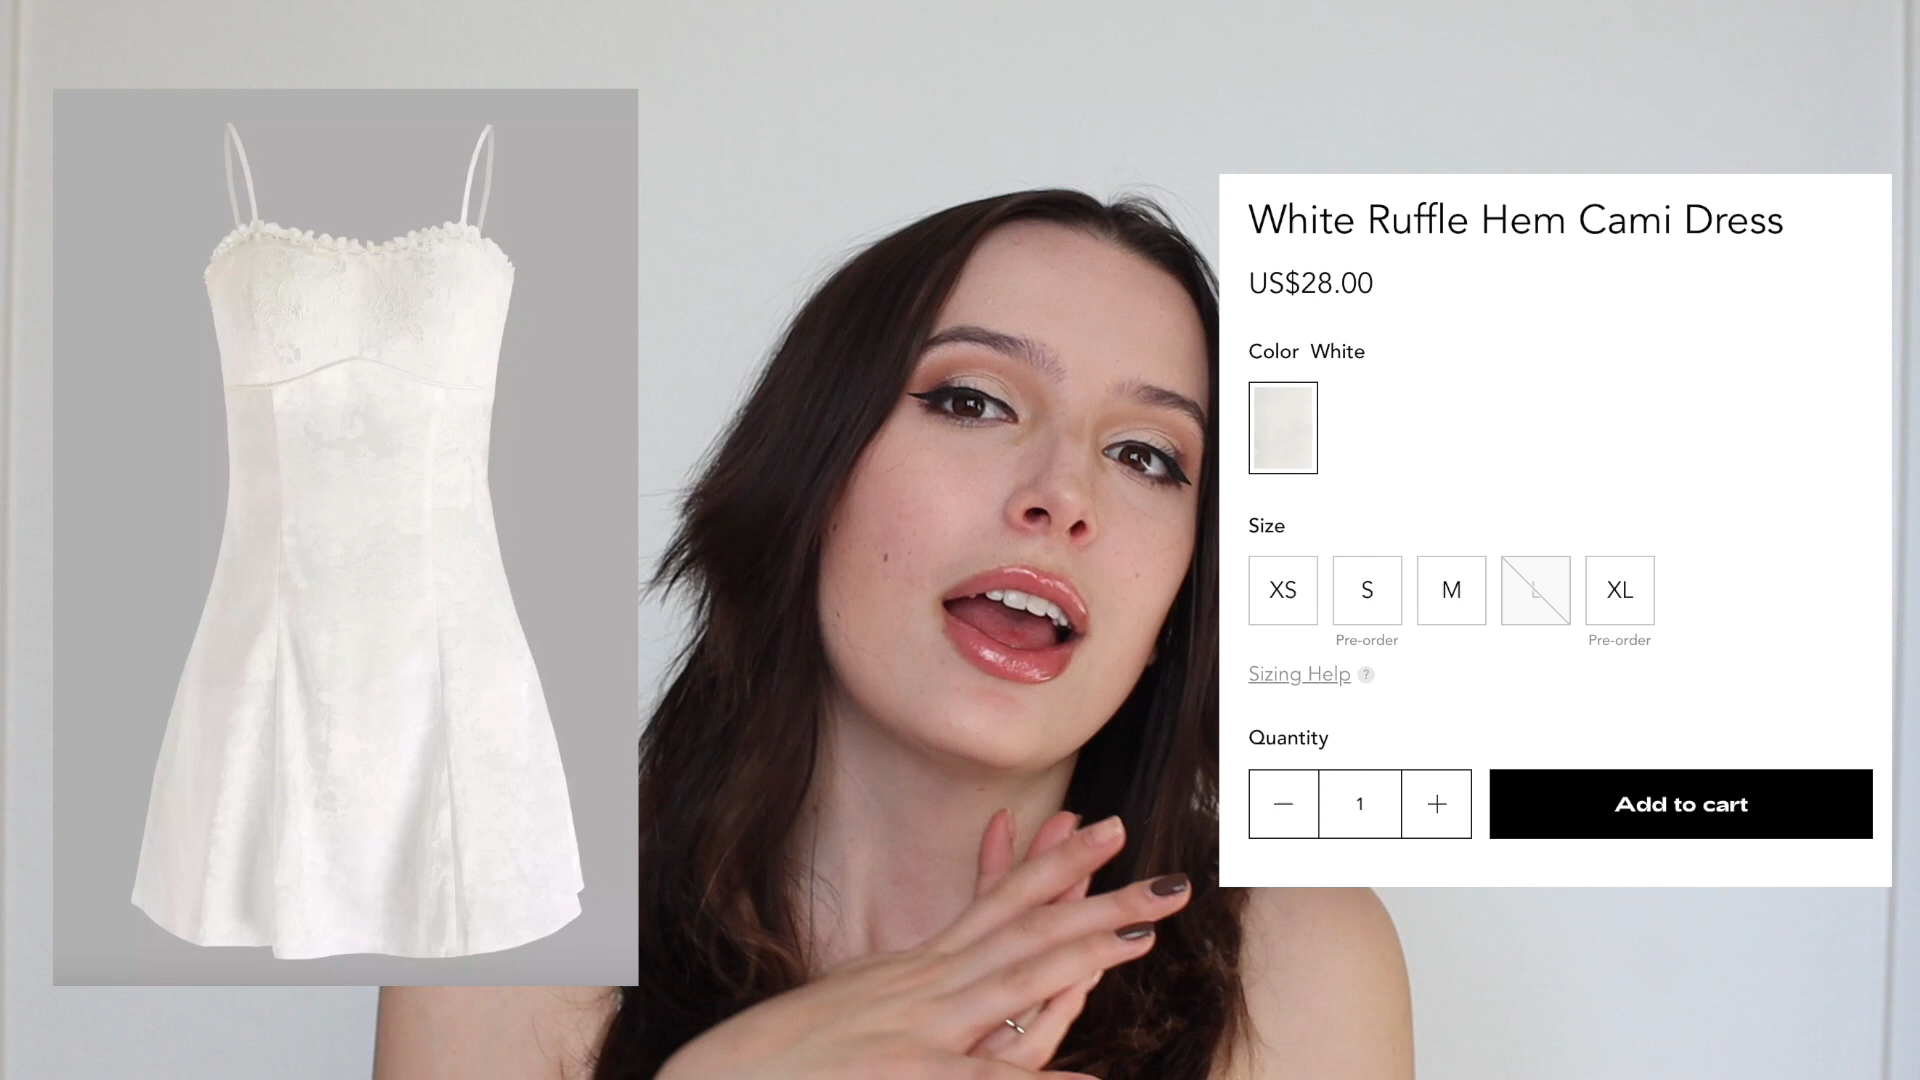 White Ruffle Hem Cami Dress
US$28.00
Color White
Size
XS S M L XL
Pre-order Pre-order
Sizing Help ?
Quantity
— 1 +
Add to cart